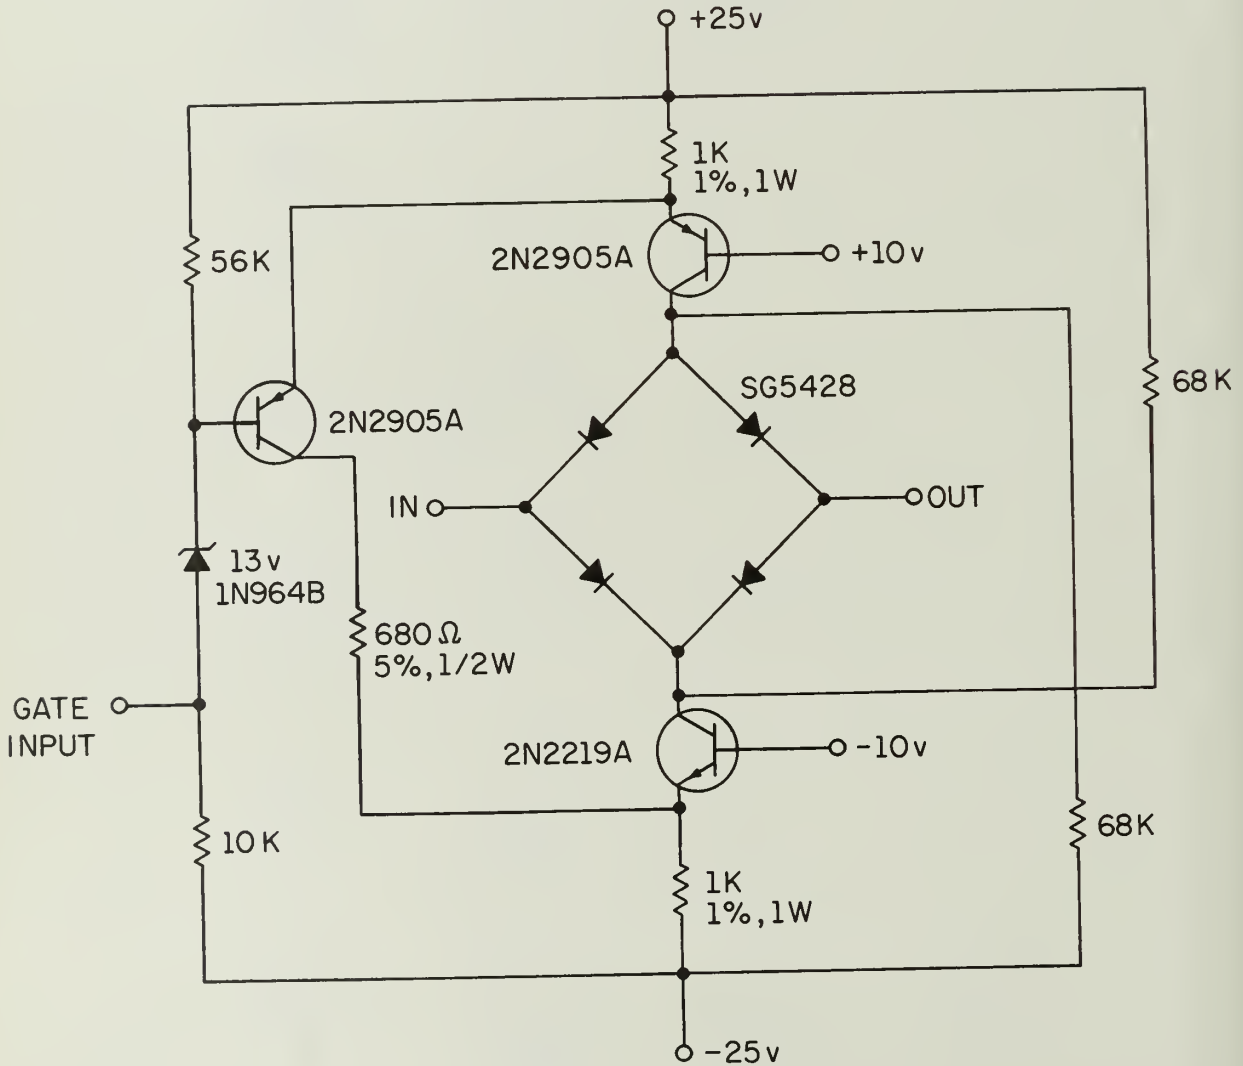 +25v
1K
1%, 1W
2N2905A
+10v
56K
SG5428
68K
2N2905A
IN
OUT
13v
1N964B
680Ω
5%, 1/2W
GATE
INPUT
2N2219A
-10v
10K
68K
1K
1%, 1W
-25v